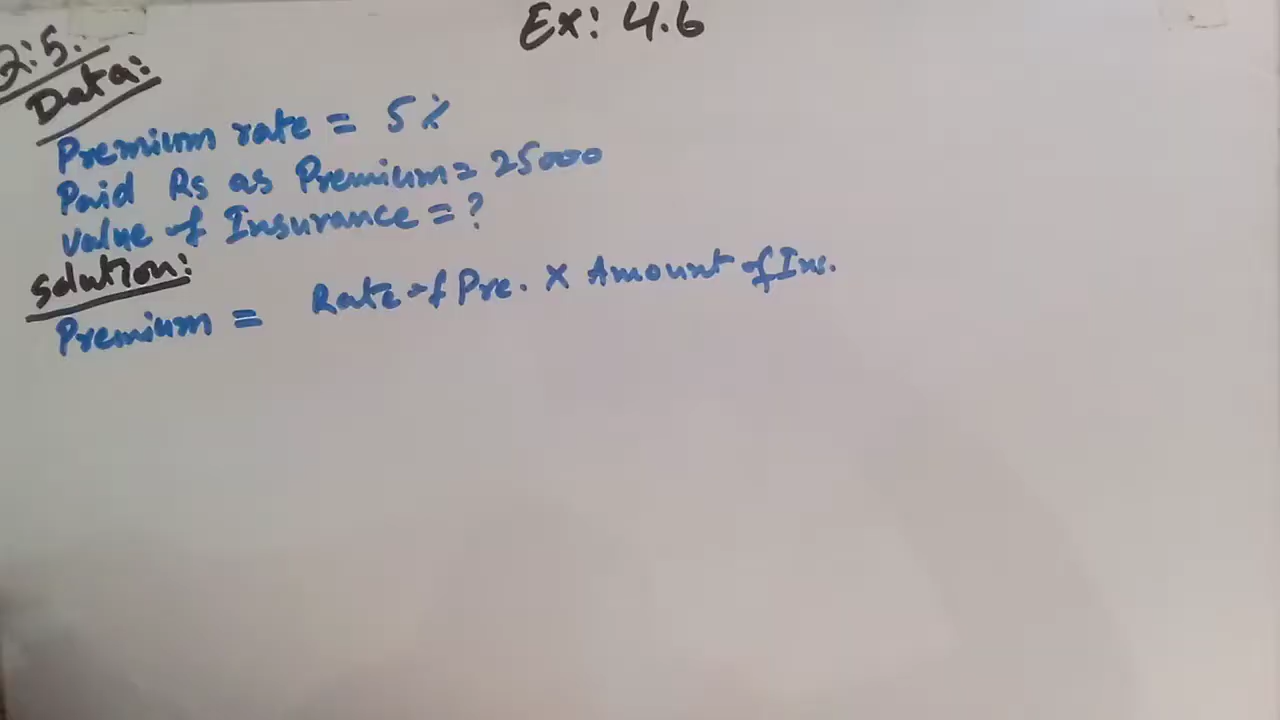 Ex: 4.6
Q:5.
Data:
Premium rate = 5%
Paid Rs as Premium = 25000
Value of Insurance = ?
Solution:
Premium = Rate of Pre. × Amount of Ins.